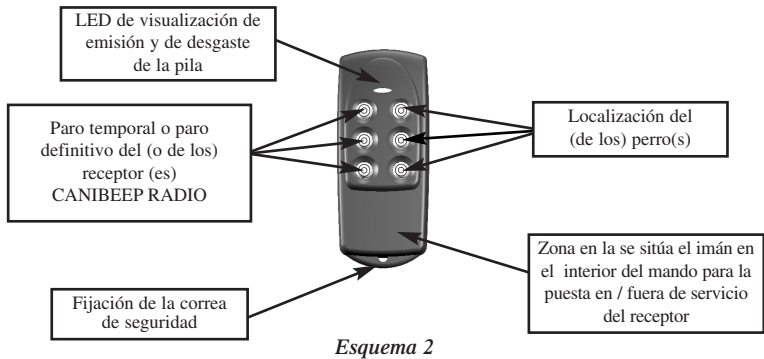 LED de visualización de
emisión y de desgaste
de la pila
Paro temporal o paro
definitivo del (o de los)
receptor (es)
CANIBEEP RADIO
Localización del
(de los) perro(s)
Zona en la se sitúa el imán en
el interior del mando para la
puesta en / fuera de servicio
del receptor
Fijación de la correa
de seguridad
Esquema 2